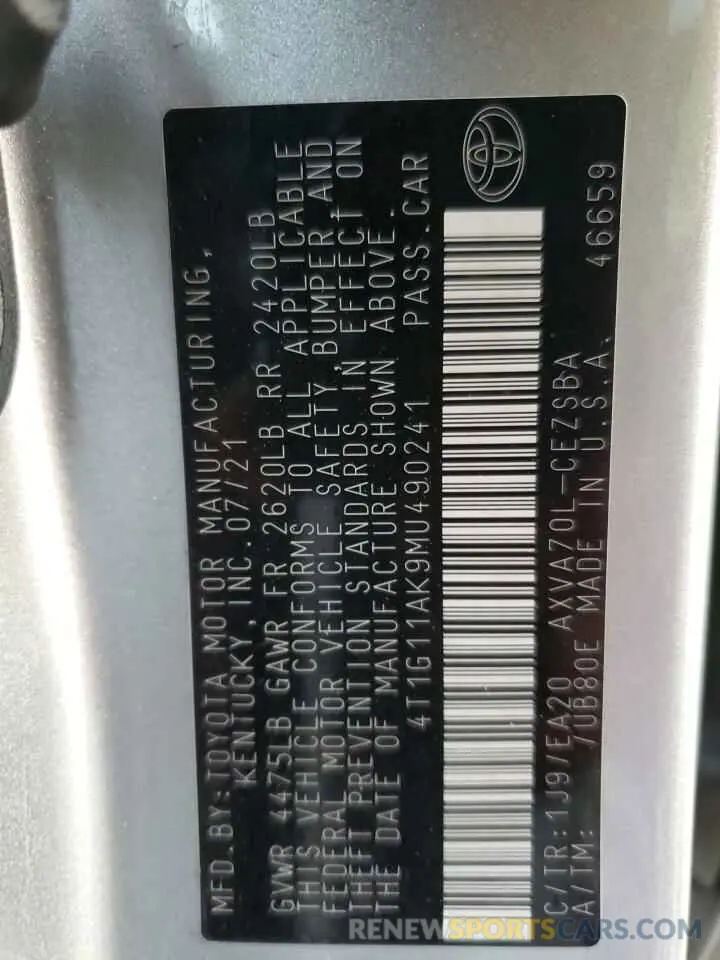 MFD.BY:TOYOTA MOTOR MANUFACTURING,
KENTUCKY,INC.07/21
GVWR 4475LB GAWR FR 2620LB RR 2420LB
THIS VEHICLE CONFORMS TO ALL APPLICABLE
FEDERAL MOTOR VEHICLE SAFETY, BUMPER,AND
THEFT PREVENTION STANDARDS IN EFFECT ON
THE DATE OF MANUFACTURE SHOWN ABOVE.
4T1G11AK9MU490241 PASS.CAR
C/TR:1J9/EA20 AXVA70L-CEZSBA 46659
A/TM: /UB80E MADE IN U.S.A.
RENEWSPORTSCARS.COM